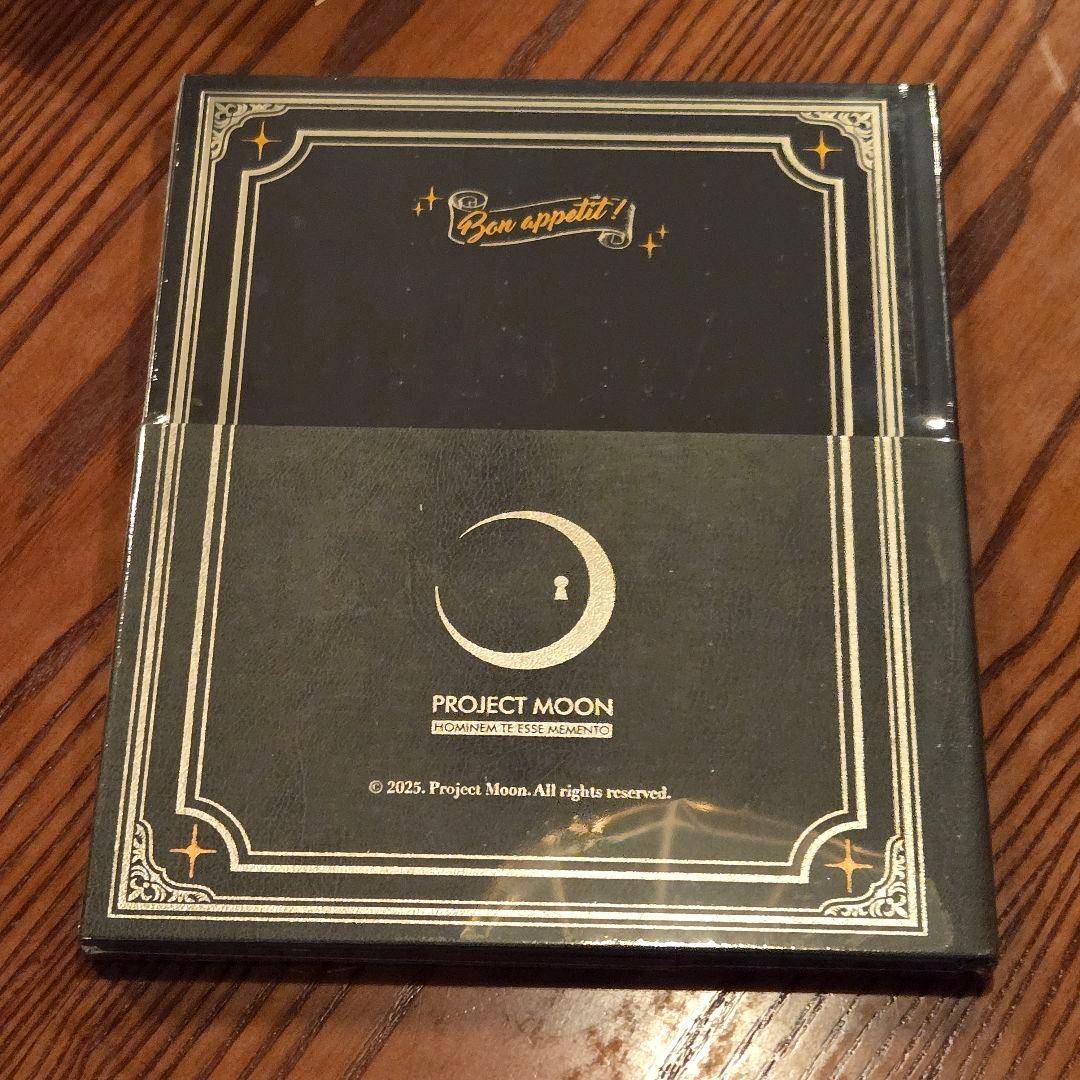 Bon appetit!
PROJECT MOON
HOMINEM TE ESSE MEMENTO
© 2025. Project Moon. All rights reserved.